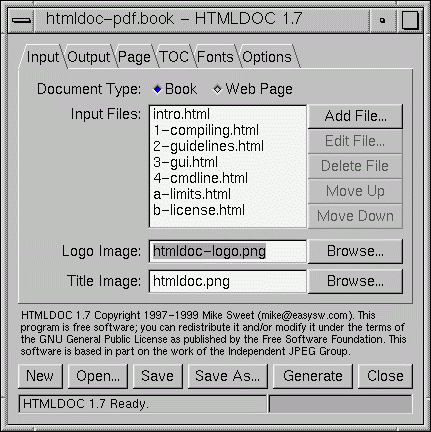 htmldoc-pdf.book - HTMLDOC 1.7
Input Output Page TOC Fonts Options
Document Type: Book Web Page
Input Files:
intro.html
1-compiling.html
2-guidelines.html
3-gui.html
4-cmdline.html
a-limits.html
b-license.html
Add File...
Edit File...
Delete File
Move Up
Move Down
Logo Image: htmldoc-logo.png Browse...
Title Image: htmldoc.png Browse...
HTMLDOC 1.7 Copyright 1997-1999 Mike Sweet (mike@easysw.com). This
program is free software; you can redistribute it and/or modify it under the terms of
the GNU General Public License as published by the Free Software Foundation. This
software is based in part on the work of the Independent JPEG Group.
New Open... Save Save As... Generate Close
HTMLDOC 1.7 Ready.